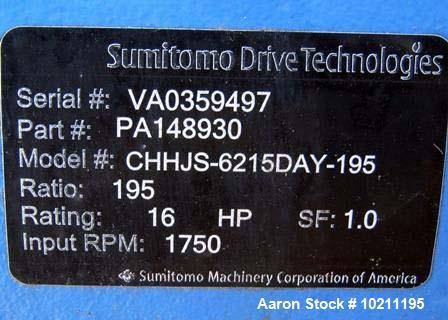 Sumitomo Drive Technologies
Serial #: VA0359497
Part #: PA148930
Model #: CHHJS-6215DAY-195
Ratio: 195
Rating: 16 HP SF: 1.0
Input RPM: 1750
Sumitomo Machinery Corporation of America
Aaron Stock # 10211195